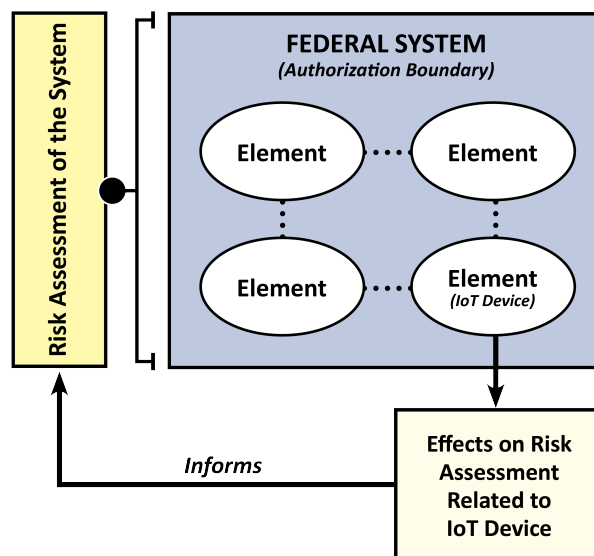 Risk Assessment of the System
FEDERAL SYSTEM
(Authorization Boundary)
Element
Element
Element
Element
(IoT Device)
Informs
Effects on Risk
Assessment
Related to
IoT Device